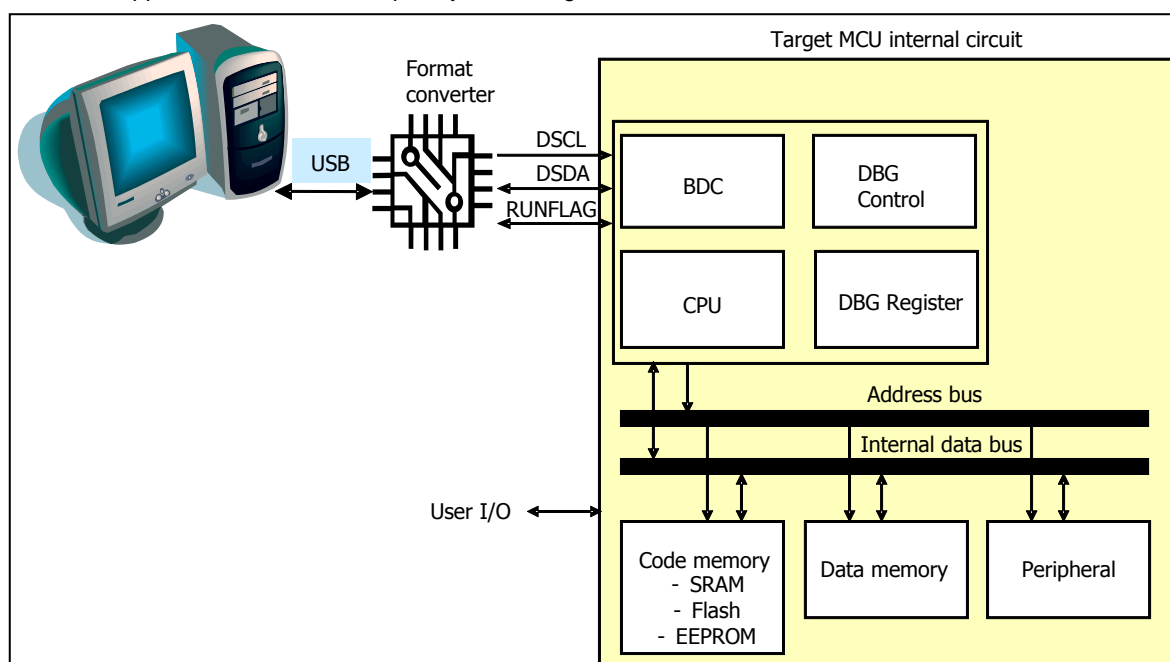 Target MCU internal circuit
Format
converter
USB
DSCL
DSDA
RUNFLAG
BDC
DBG
Control
CPU
DBG Register
Address bus
Internal data bus
User I/O
Code memory
- SRAM
- Flash
- EEPROM
Data memory
Peripheral